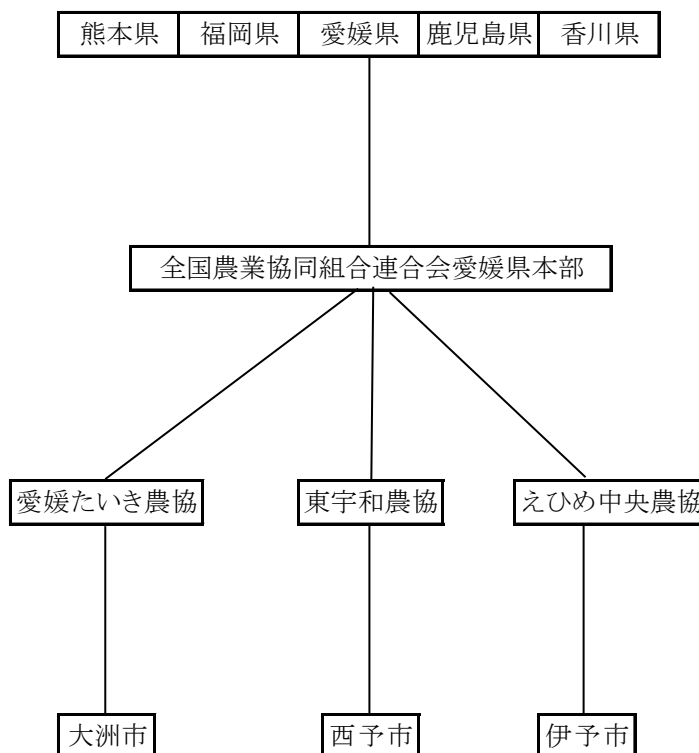 熊本県 福岡県 愛媛県 鹿児島県 香川県
全国農業協同組合連合会愛媛県本部
愛媛たいき農協 東宇和農協 えひめ中央農協
大洲市 西予市 伊予市